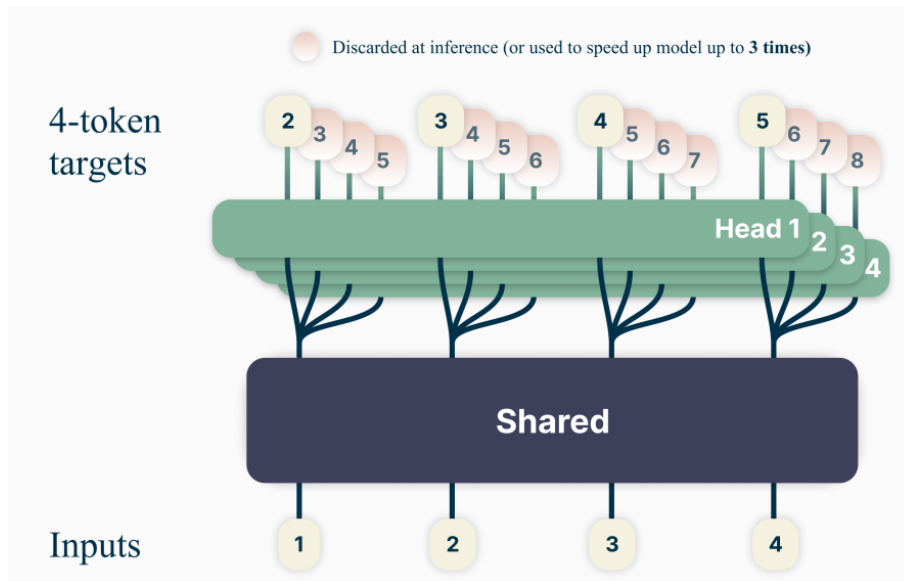 Discarded at inference (or used to speed up model up to 3 times)
4-token
targets
2 3 4 5 3 4 5 6 4 5 6 7 5 6 7 8
Head 1 2 3 4
Shared
Inputs
1 2 3 4